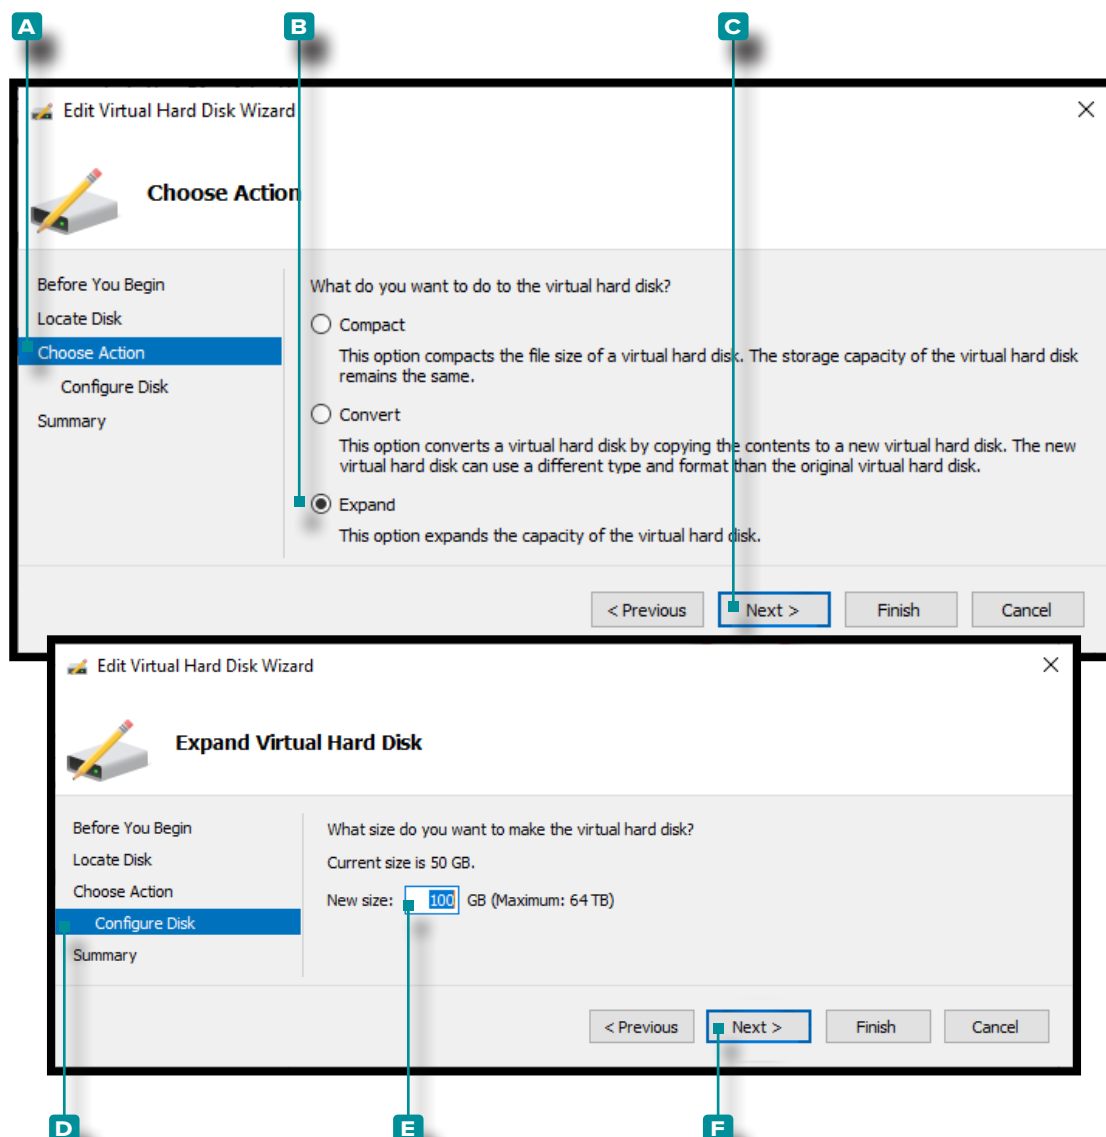 A B C
Edit Virtual Hard Disk Wizard
Choose Action
Before You Begin
Locate Disk
Choose Action
Configure Disk
Summary
What do you want to do to the virtual hard disk?
Compact
This option compacts the file size of a virtual hard disk. The storage capacity of the virtual hard disk
remains the same.
Convert
This option converts a virtual hard disk by copying the contents to a new virtual hard disk. The new
virtual hard disk can use a different type and format than the original virtual hard disk.
Expand
This option expands the capacity of the virtual hard disk.
< Previous Next > Finish Cancel
Edit Virtual Hard Disk Wizard
Expand Virtual Hard Disk
Before You Begin
Locate Disk
Choose Action
Configure Disk
Summary
What size do you want to make the virtual hard disk?
Current size is 50 GB.
New size: 100 GB (Maximum: 64 TB)
< Previous Next > Finish Cancel
D E F